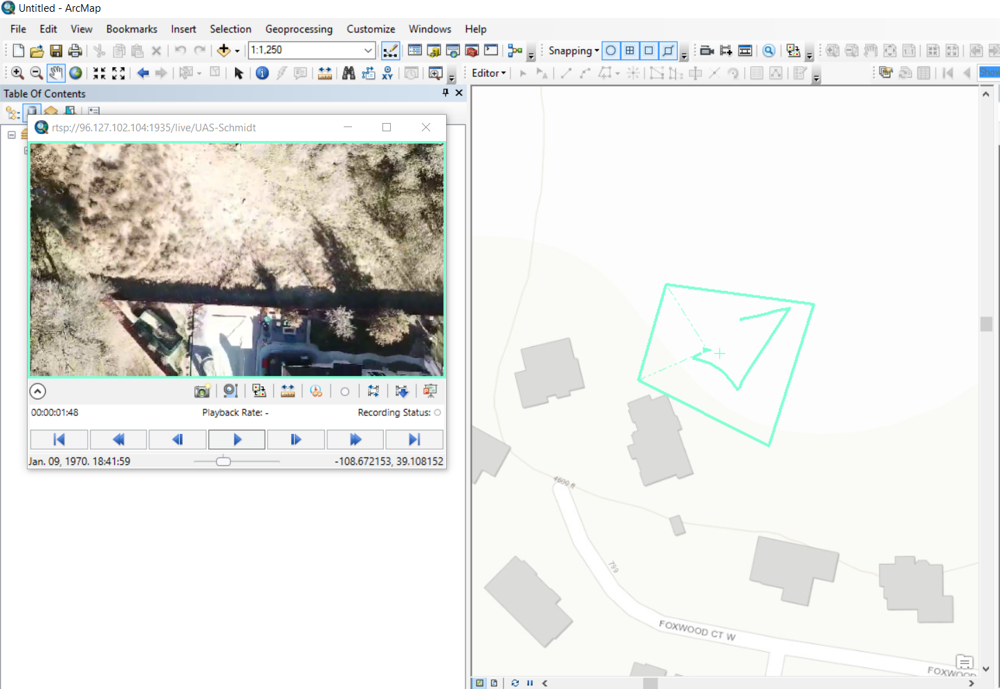 Untitled - ArcMap
File Edit View Bookmarks Insert Selection Geoprocessing Customize Windows Help
1:1,250
Snapping
Editor
Show
Table Of Contents
rtsp://96.127.102.104:1935/live/UAS-Schmidt
00:00:01:48 Playback Rate: - Recording Status:
Jan. 09, 1970. 18:41:59 -108.672153, 39.108152
4600 ft
799
FOXWOOD CT W
FOXWOOD